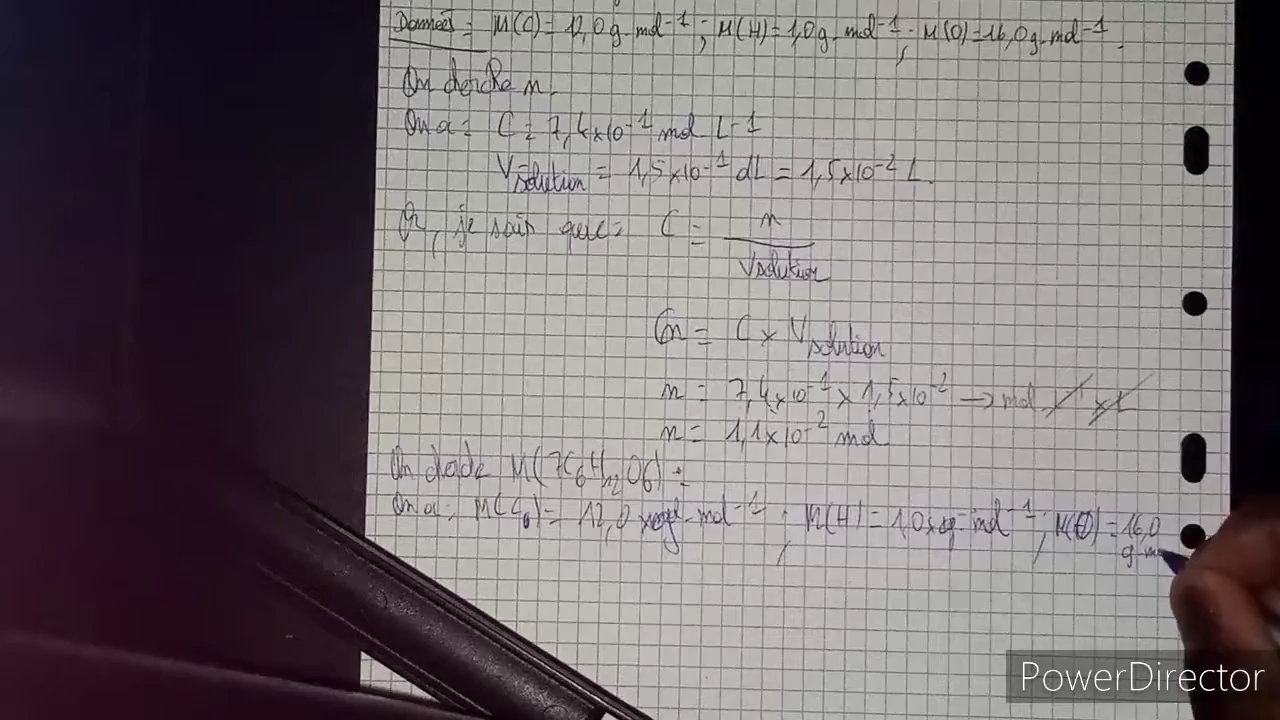 Données : M(C) = 12,0 g.mol⁻¹ ; M(H) = 1,0 g.mol⁻¹ ; M(O) = 16,0 g.mol⁻¹.
On cherche n.
On a : C = 7,4×10⁻¹ mol L⁻¹
Vsolution = 1,5×10⁻¹ dL = 1,5×10⁻² L.
Or, je sais que : C = n / Vsolution
n = C × Vsolution
n = 7,4×10⁻¹ × 1,5×10⁻² → mol
n = 1,1×10⁻² mol
M(C6H12O6) :
On a : M(C) = 12,0 mol⁻¹ ; M(H) = 1,0 × g.mol⁻¹ ; M(O) = 16,0
g.m
PowerDirector